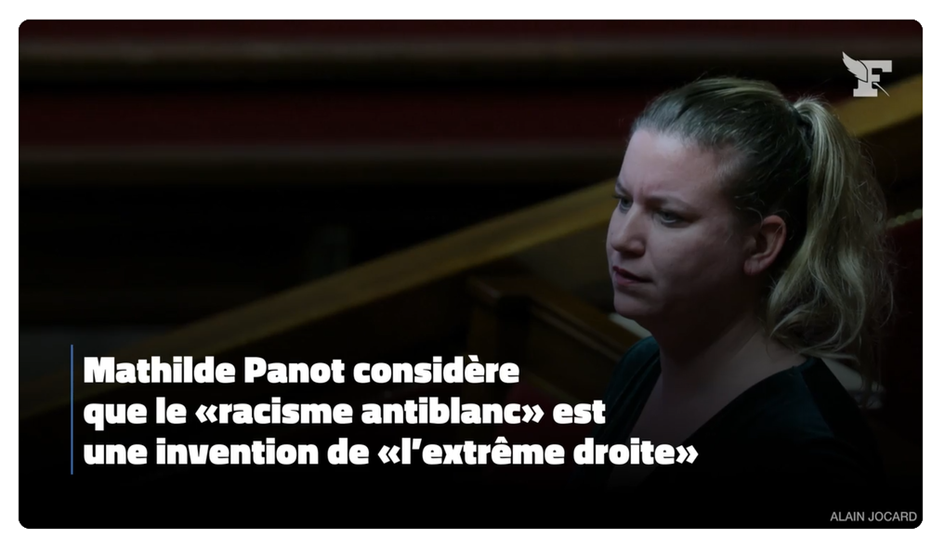 F
Mathilde Panot considère
que le «racisme antiblanc» est
une invention de «l'extrême droite»
ALAIN JOCARD